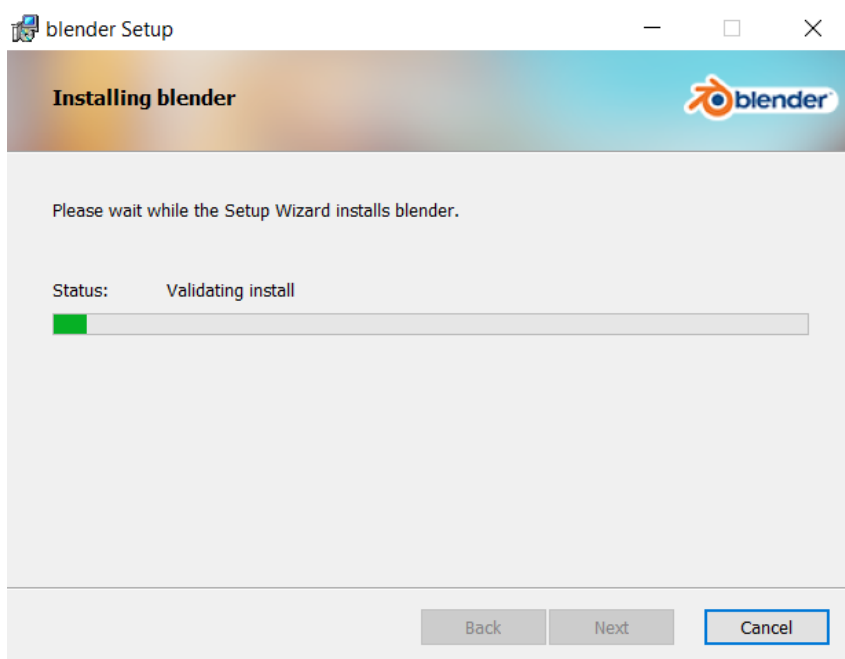 blender Setup
Installing blender
blender
Please wait while the Setup Wizard installs blender.
Status: Validating install
Back Next Cancel